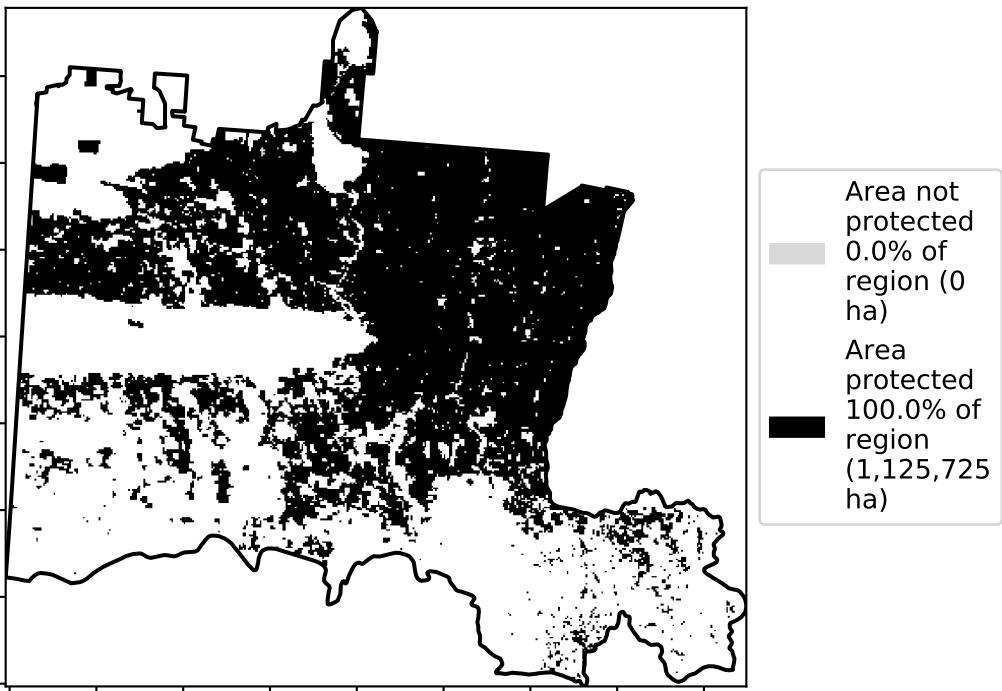 Area not
protected
0.0% of
region (0
ha)
Area
protected
100.0% of
region
(1,125,725
ha)